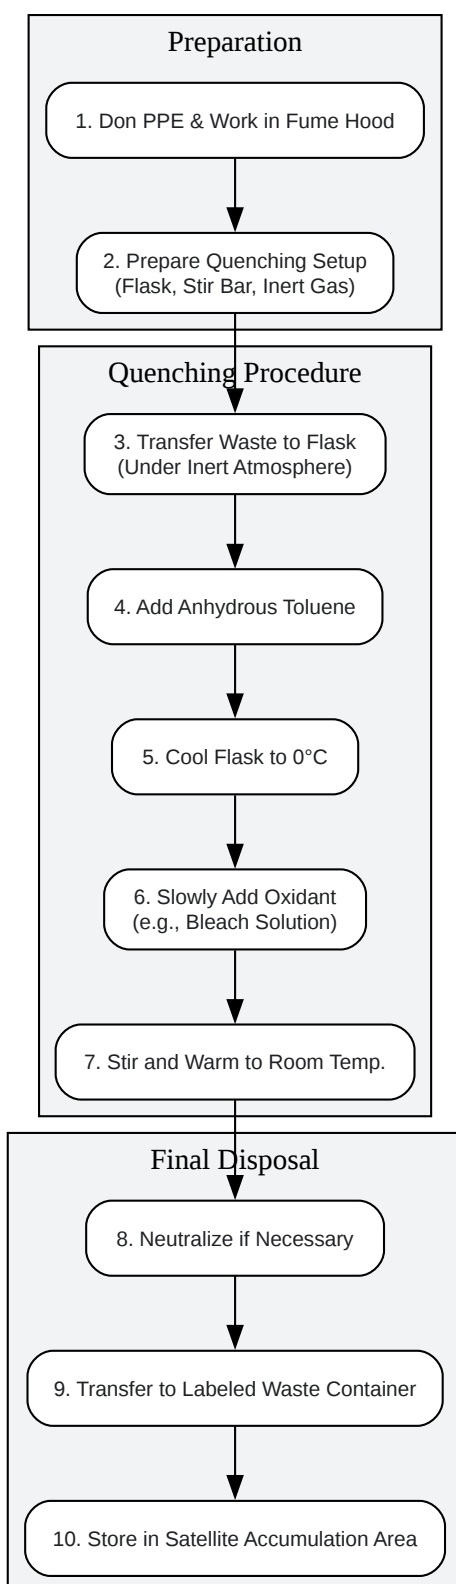 Preparation
1. Don PPE & Work in Fume Hood
2. Prepare Quenching Setup
(Flask, Stir Bar, Inert Gas)
Quenching Procedure
3. Transfer Waste to Flask
(Under Inert Atmosphere)
4. Add Anhydrous Toluene
5. Cool Flask to 0°C
6. Slowly Add Oxidant
(e.g., Bleach Solution)
7. Stir and Warm to Room Temp.
Final Disposal
8. Neutralize if Necessary
9. Transfer to Labeled Waste Container
10. Store in Satellite Accumulation Area